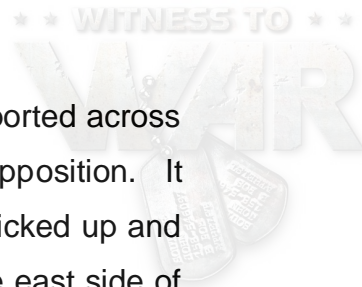 WITNESS TO
WAR
ported across
pposition. It
icked up and
e east side of